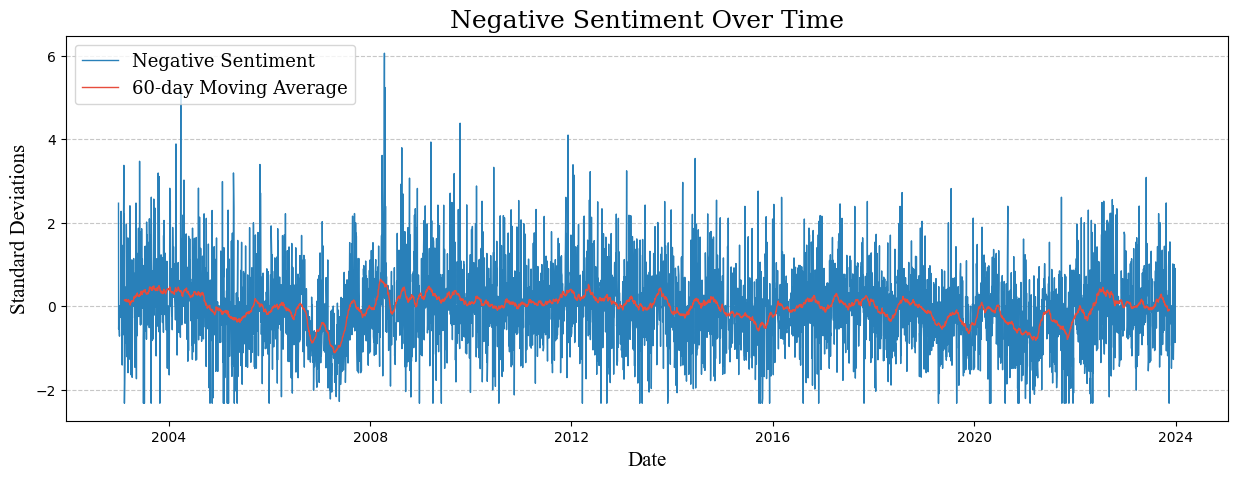 Negative Sentiment Over Time
Negative Sentiment
60-day Moving Average
Standard Deviations
6
4
2
0
−2
2004
2008
2012
2016
2020
2024
Date